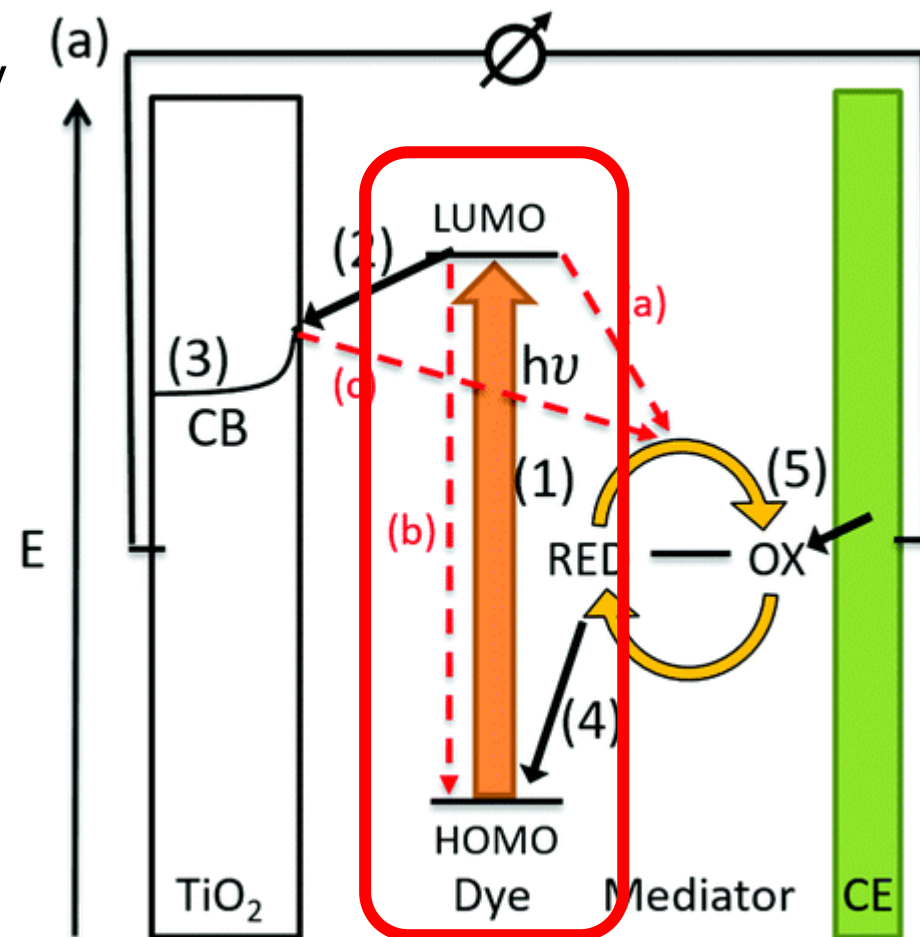 (a)
LUMO
(2)
(a)
(3)
hυ
(c)
CB
(1)
(5)
(b)
E
RED
OX
(4)
HOMO
TiO₂
Dye
Mediator
CE